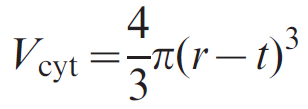 V_cyt = 4/3 π(r − t)³